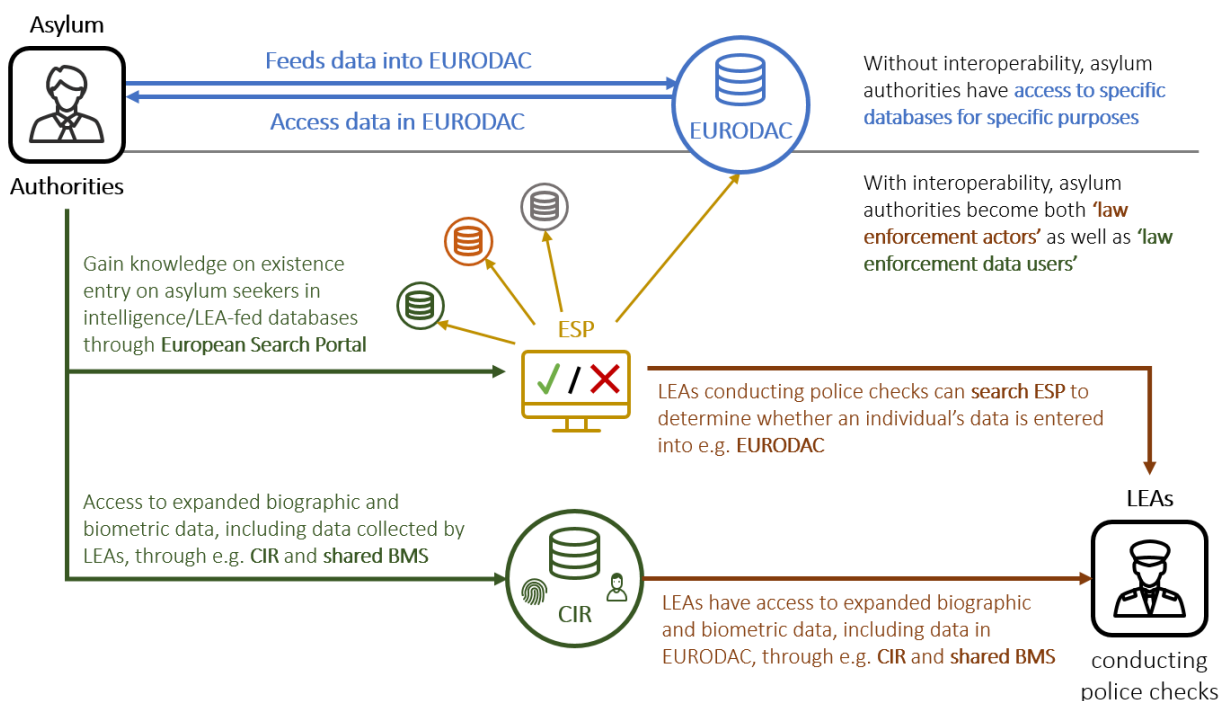 Asylum
Authorities
Feeds data into EURODAC
Access data in EURODAC
EURODAC
Without interoperability, asylum
authorities have access to specific
databases for specific purposes
With interoperability, asylum
authorities become both ‘law
enforcement actors’ as well as ‘law
enforcement data users’
Gain knowledge on existence
entry on asylum seekers in
intelligence/LEA-fed databases
through European Search Portal
ESP
/
LEAs conducting police checks can search ESP to
determine whether an individual’s data is entered
into e.g. EURODAC
Access to expanded biographic and
biometric data, including data collected by
LEAs, through e.g. CIR and shared BMS
CIR
LEAs have access to expanded biographic
and biometric data, including data in
EURODAC, through e.g. CIR and shared BMS
LEAs
conducting
police checks